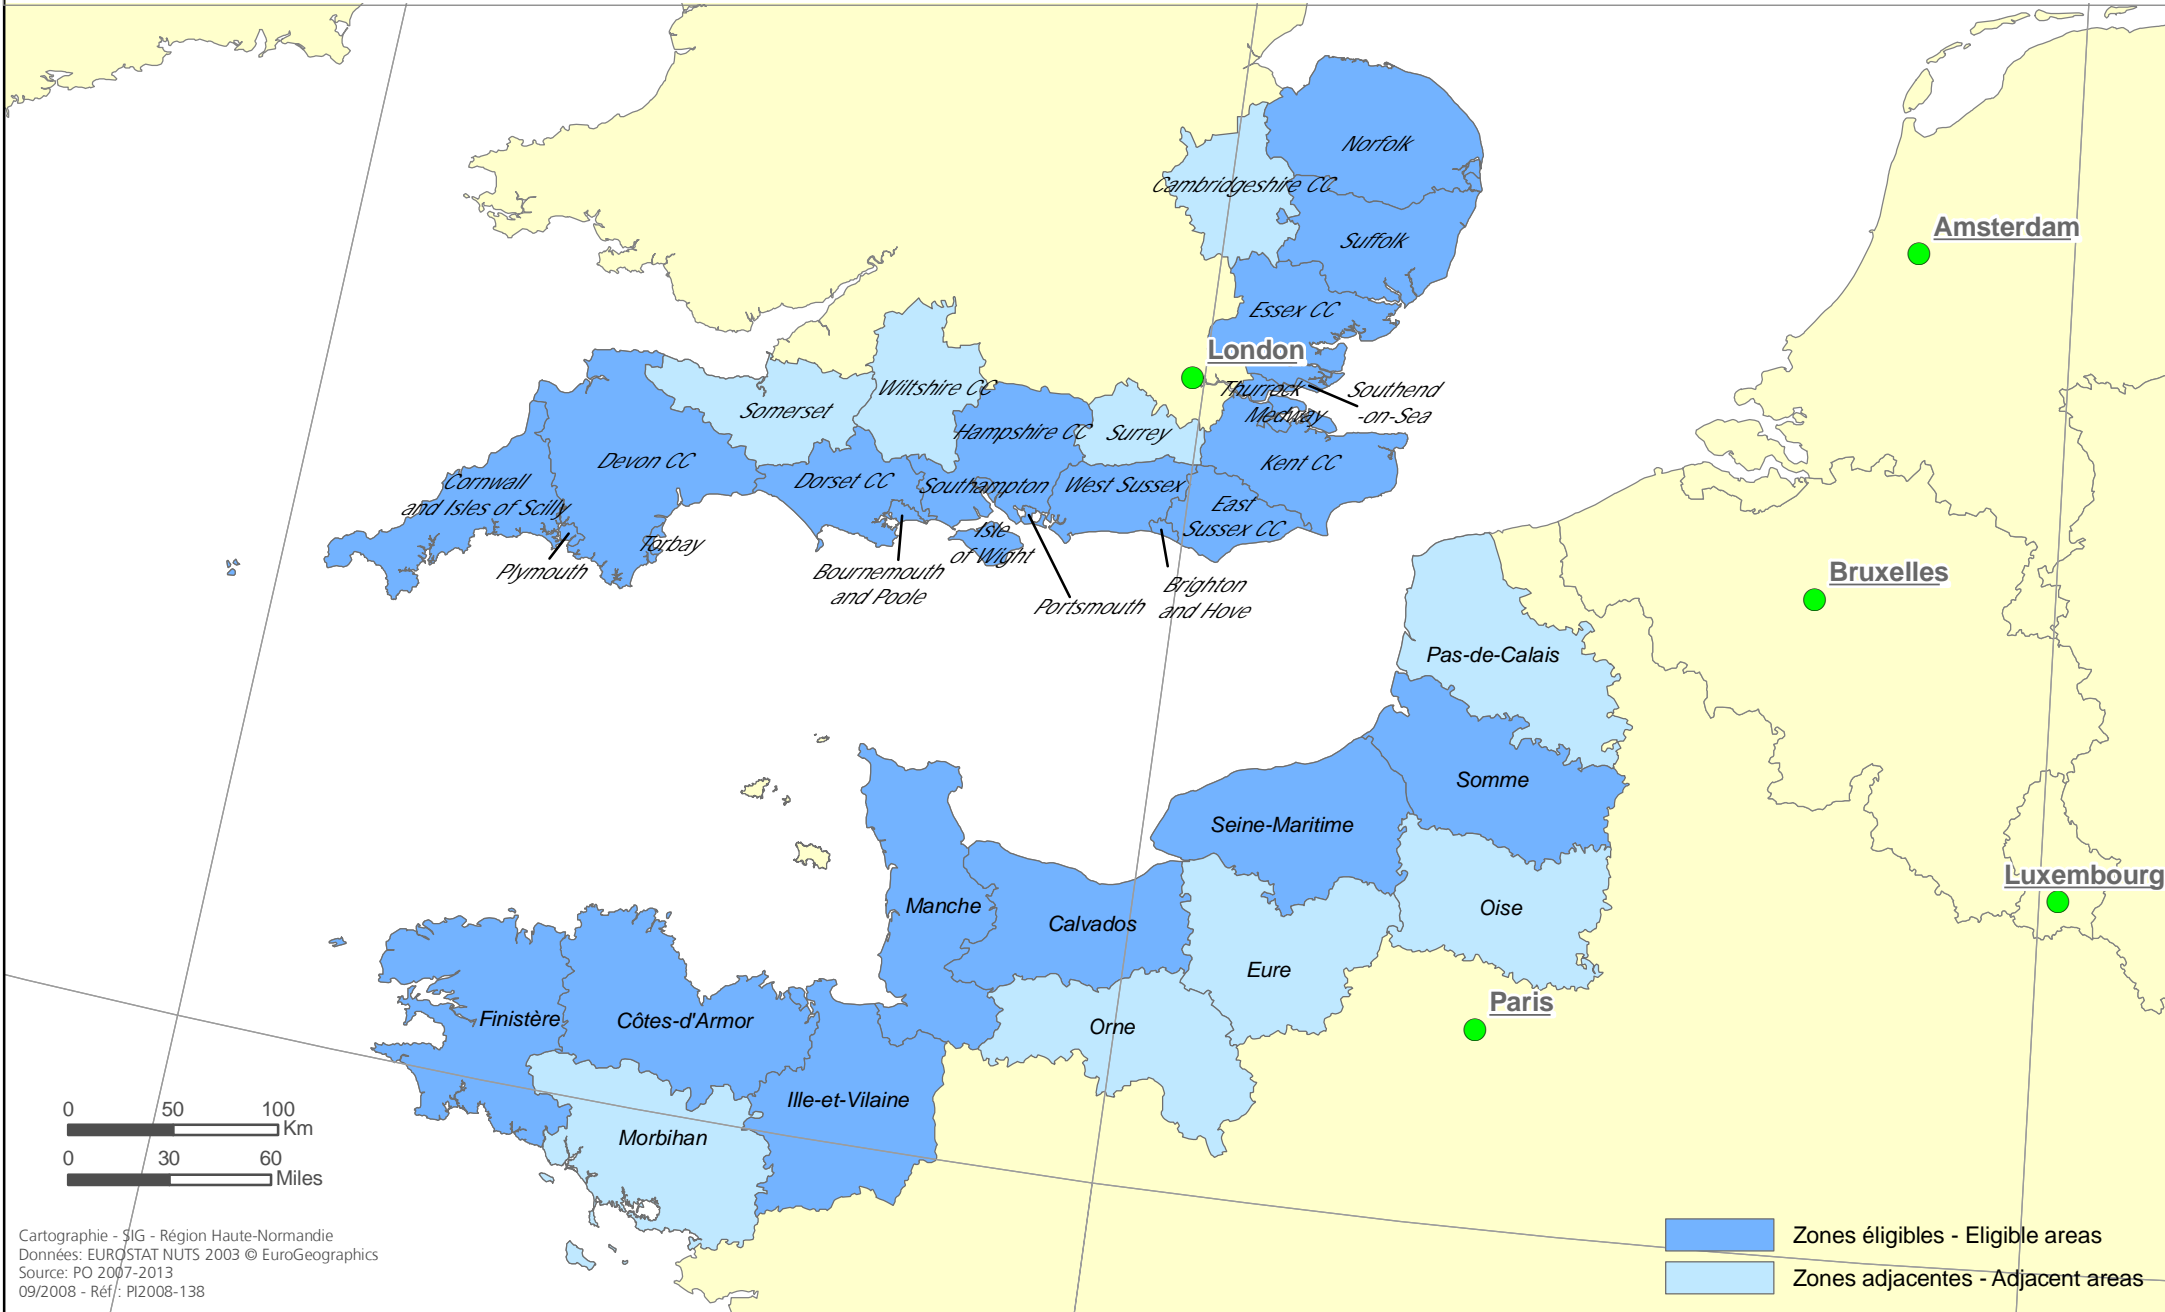 Norfolk
Cambridgeshire CC
Suffolk
Amsterdam
Essex CC
London
Thurrock
Southend
-on-Sea
Medway
Wiltshire CC
Somerset
Hampshire CC
Surrey
Kent CC
Devon CC
Dorset CC
Cornwall
and Isles of Scilly
Southampton
West Sussex
East
Sussex CC
Torbay
Isle
of Wight
Plymouth
Bournemouth
and Poole
Portsmouth
Brighton
and Hove
Bruxelles
Pas-de-Calais
Somme
Seine-Maritime
Luxembourg
Manche
Calvados
Oise
Eure
Paris
Finistère
Côtes-d'Armor
Orne
Ille-et-Vilaine
Morbihan
0 50 100
Km
0 30 60
Miles
Cartographie - SIG - Région Haute-Normandie
Données: EUROSTAT NUTS 2003 © EuroGeographics
Source: PO 2007-2013
09/2008 - Réf : PI2008-138
Zones éligibles - Eligible areas
Zones adjacentes - Adjacent areas